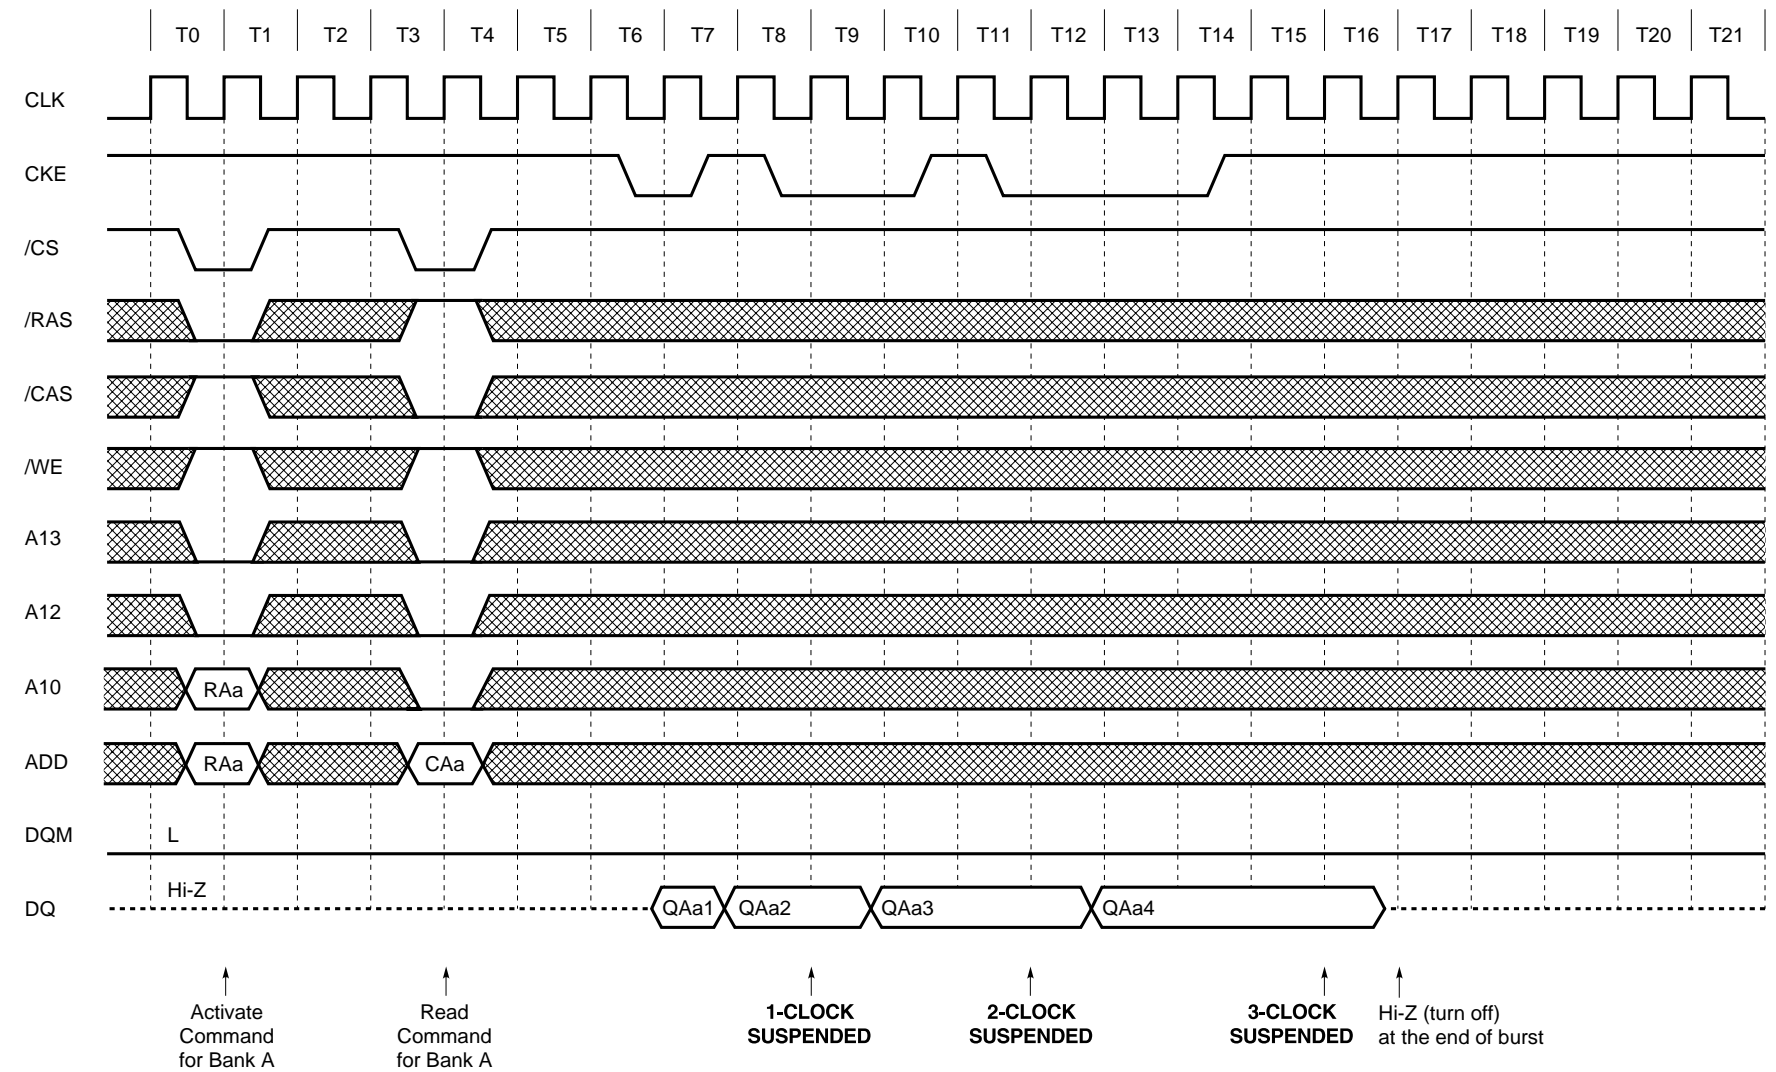 T0 T1 T2 T3 T4 T5 T6 T7 T8 T9 T10 T11 T12 T13 T14 T15 T16 T17 T18 T19 T20 T21
CLK
CKE
/CS
/RAS
/CAS
/WE
A13
A12
A10 RAa
ADD RAa CAa
DQM L
Hi-Z
DQ QAa1 QAa2 QAa3 QAa4
Activate
Command
for Bank A
Read
Command
for Bank A
1-CLOCK
SUSPENDED
2-CLOCK
SUSPENDED
3-CLOCK
SUSPENDED
Hi-Z (turn off)
at the end of burst